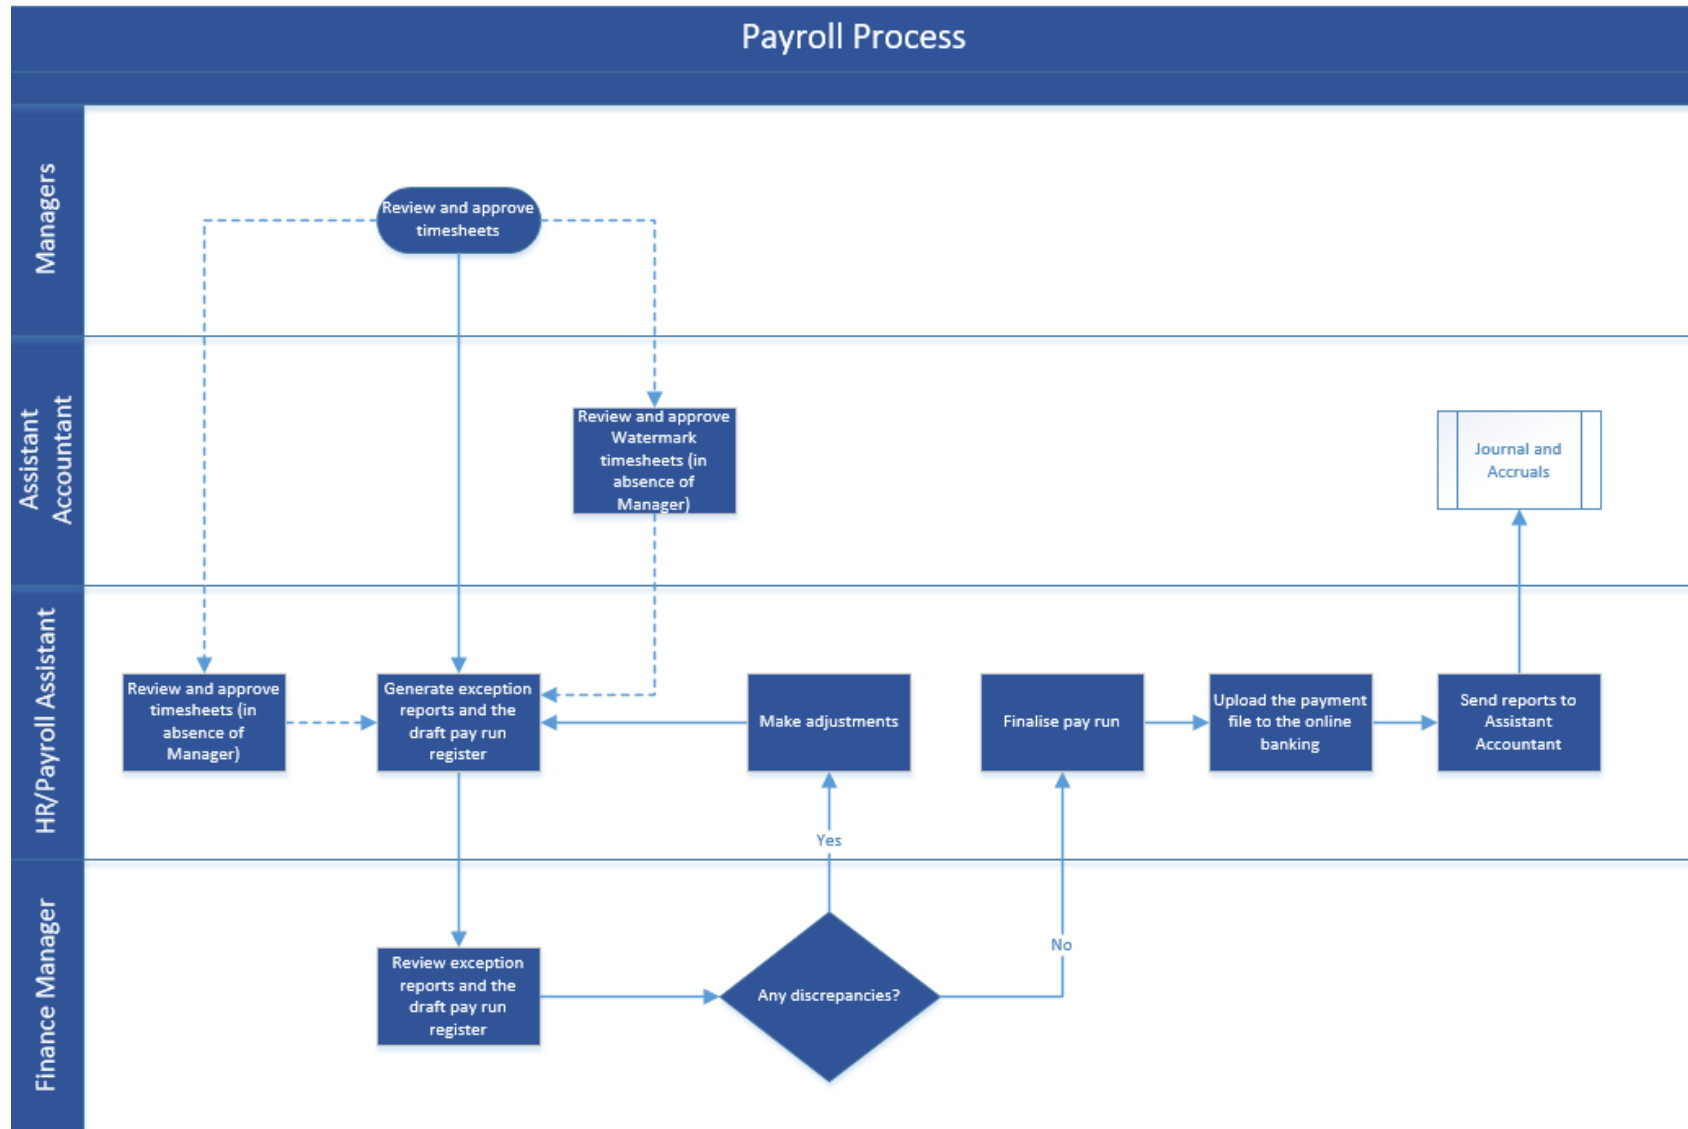 Payroll Process
Managers
Review and approve
timesheets
Assistant
Accountant
Review and approve
Watermark
timesheets (in
absence of
Manager)
Journal and
Accruals
HR/Payroll Assistant
Review and approve
timesheets (in
absence of
Manager)
Generate exception
reports and the
draft pay run
register
Make adjustments
Finalise pay run
Upload the payment
file to the online
banking
Send reports to
Assistant
Accountant
Yes
Finance Manager
Review exception
reports and the
draft pay run
register
Any discrepancies?
No